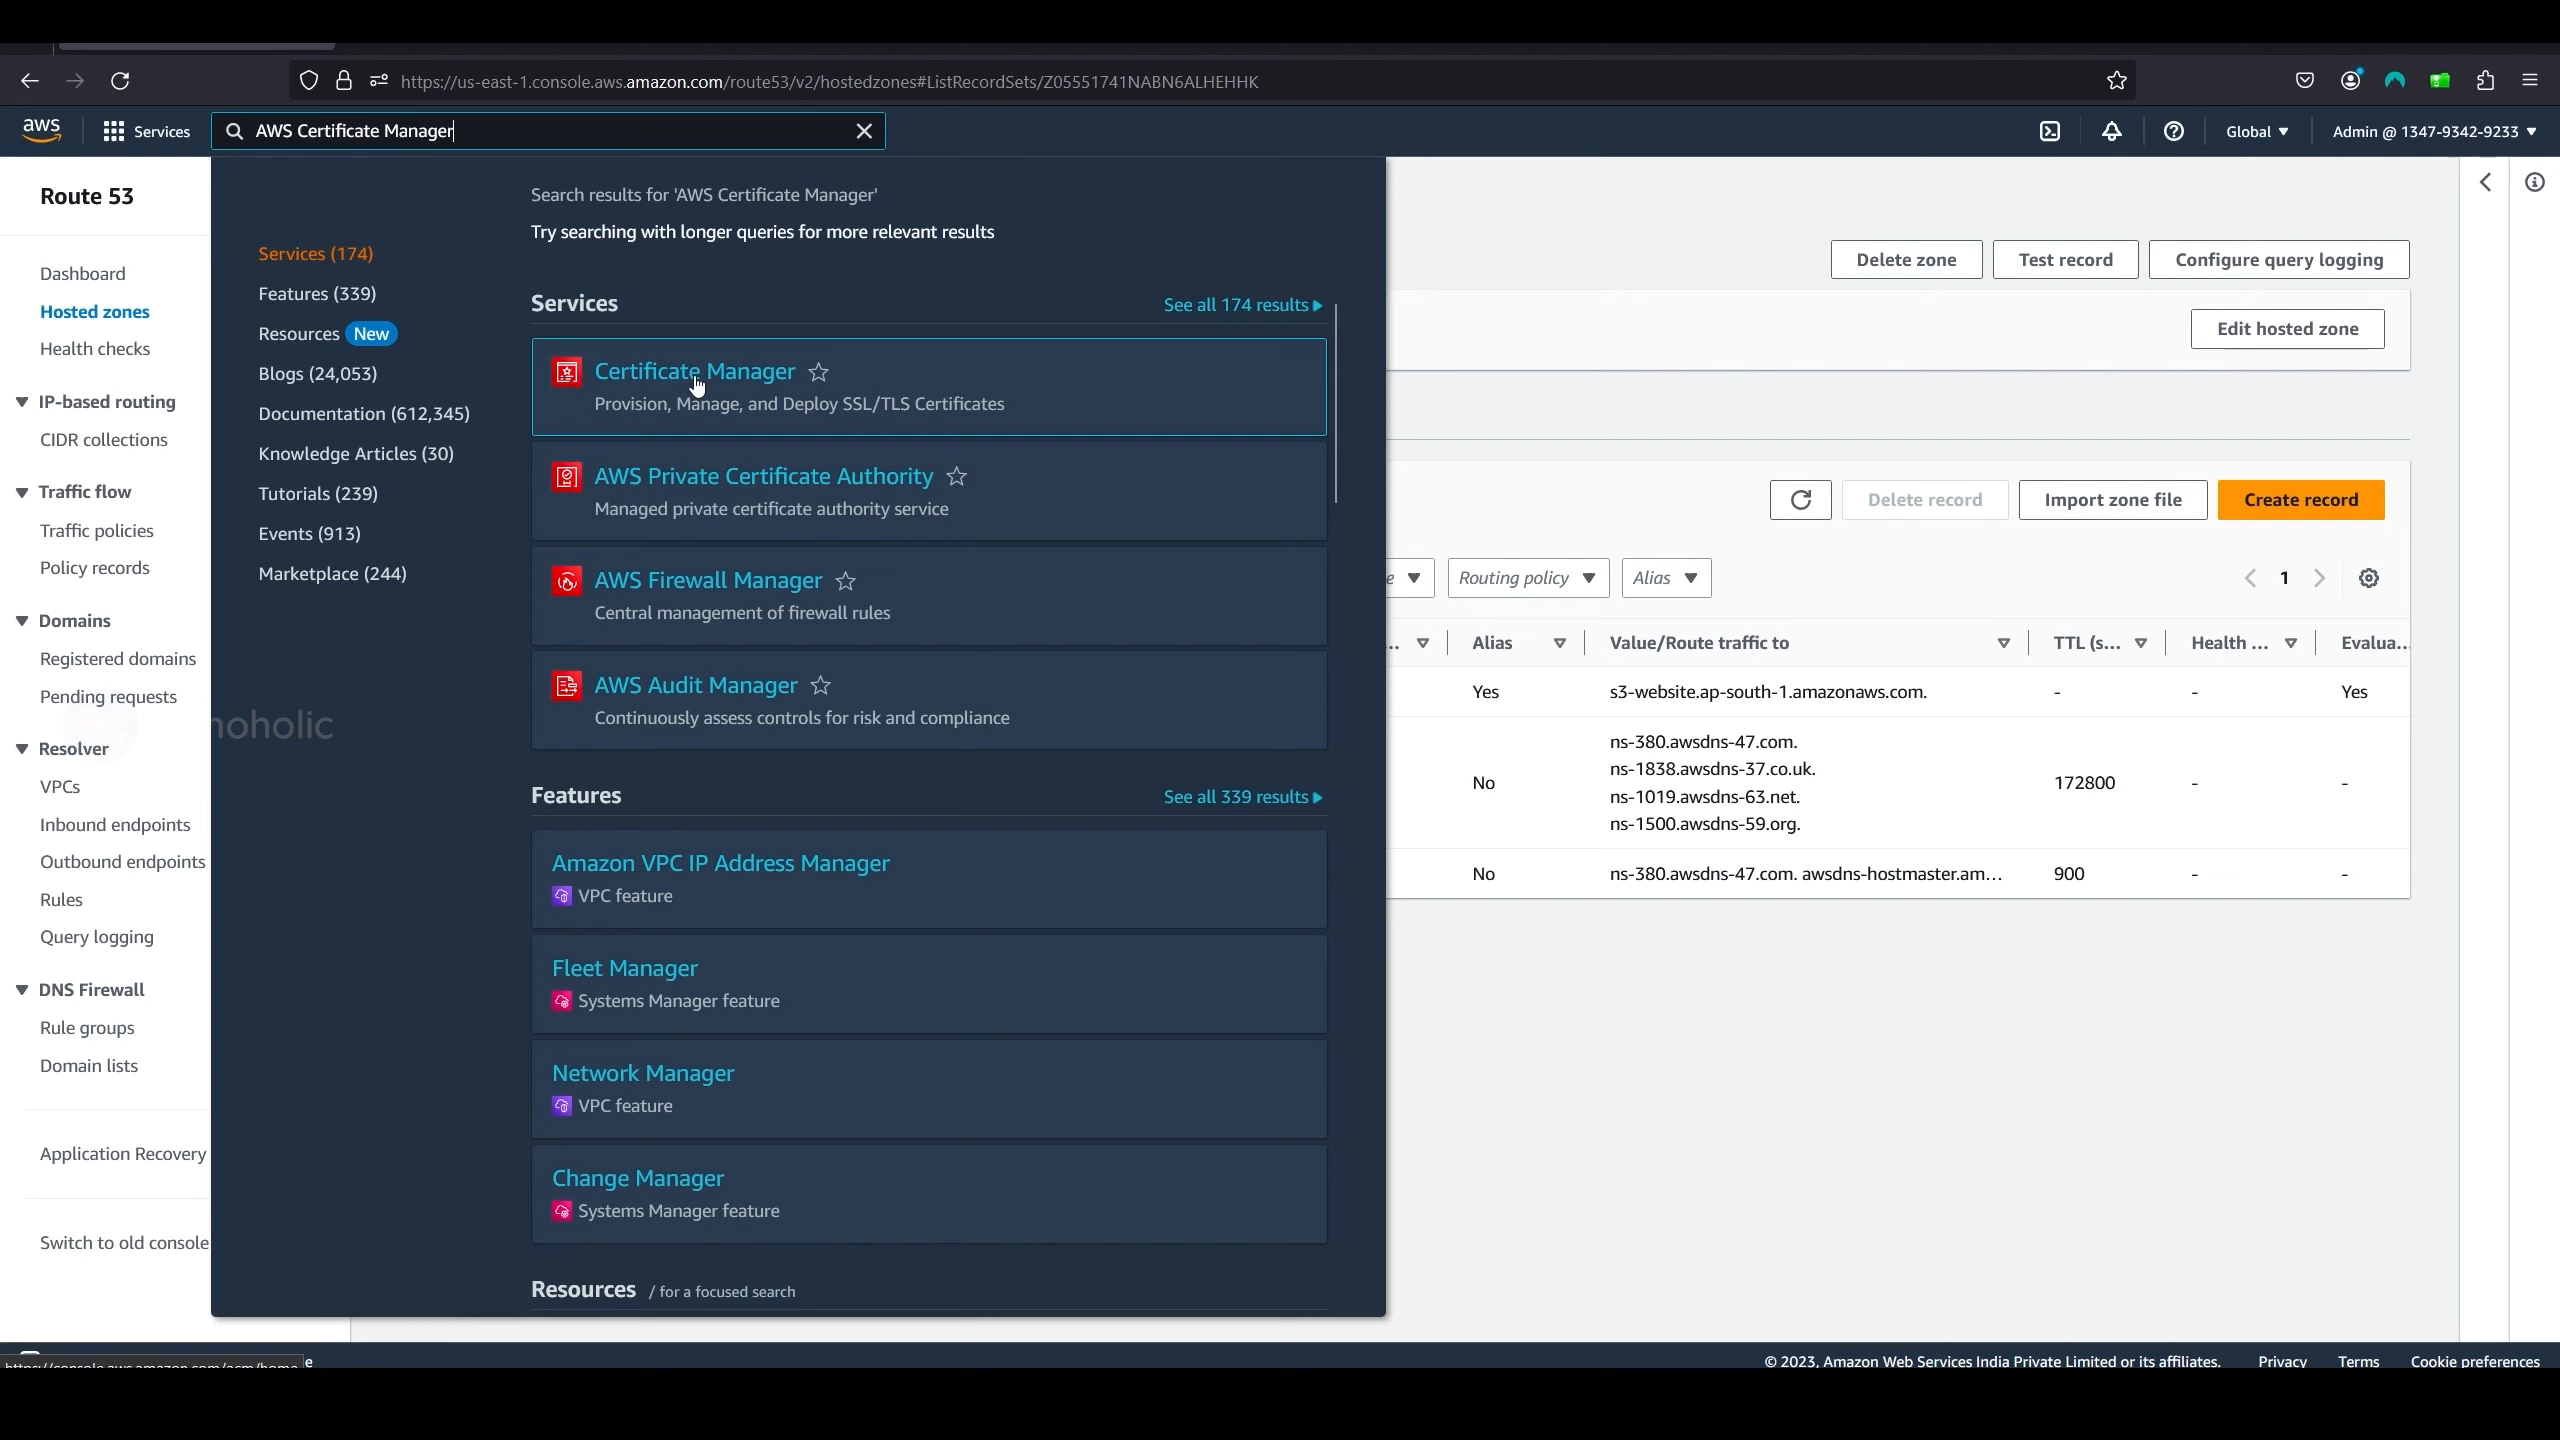 https://us-east-1.console.aws.amazon.com/route53/v2/hostedzones#ListRecordSets/Z05551741NABN6ALHEHHK
aws
Services
AWS Certificate Manager
Global
Admin @ 1347-9342-9233
Route 53
Dashboard
Hosted zones
Health checks
IP-based routing
CIDR collections
Traffic flow
Traffic policies
Policy records
Domains
Registered domains
Pending requests
noholic
Resolver
VPCs
Inbound endpoints
Outbound endpoints
Rules
Query logging
DNS Firewall
Rule groups
Domain lists
Application Recovery
Switch to old console
Services (174)
Features (339)
Resources New
Blogs (24,053)
Documentation (612,345)
Knowledge Articles (30)
Tutorials (239)
Events (913)
Marketplace (244)
Search results for 'AWS Certificate Manager'
Try searching with longer queries for more relevant results
Services
See all 174 results
Certificate Manager
Provision, Manage, and Deploy SSL/TLS Certificates
AWS Private Certificate Authority
Managed private certificate authority service
AWS Firewall Manager
Central management of firewall rules
AWS Audit Manager
Continuously assess controls for risk and compliance
Features
See all 339 results
Amazon VPC IP Address Manager
VPC feature
Fleet Manager
Systems Manager feature
Network Manager
VPC feature
Change Manager
Systems Manager feature
Resources / for a focused search
Delete zone
Test record
Configure query logging
Edit hosted zone
Delete record
Import zone file
Create record
e
Routing policy
Alias
1
... Alias Value/Route traffic to TTL (s... Health ... Evalua...
Yes s3-website.ap-south-1.amazonaws.com. - - Yes
ns-380.awsdns-47.com.
ns-1838.awsdns-37.co.uk.
No 172800 - -
ns-1019.awsdns-63.net.
ns-1500.awsdns-59.org.
No ns-380.awsdns-47.com. awsdns-hostmaster.am... 900 - -
https://console.aws.amazon.com/acm/home
e
© 2023, Amazon Web Services India Private Limited or its affiliates.
Privacy
Terms
Cookie preferences